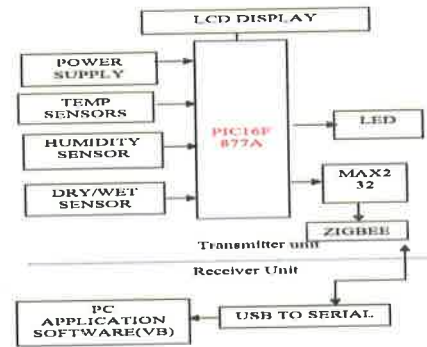 LCD DISPLAY
POWER
SUPPLY
TEMP
SENSORS
HUMIDITY
SENSOR
DRY/WET
SENSOR
PIC16F
877A
LED
MAX2
32
ZIGBEE
Transmitter unit
Receiver Unit
PC
APPLICATION
SOFTWARE(VB)
USB TO SERIAL